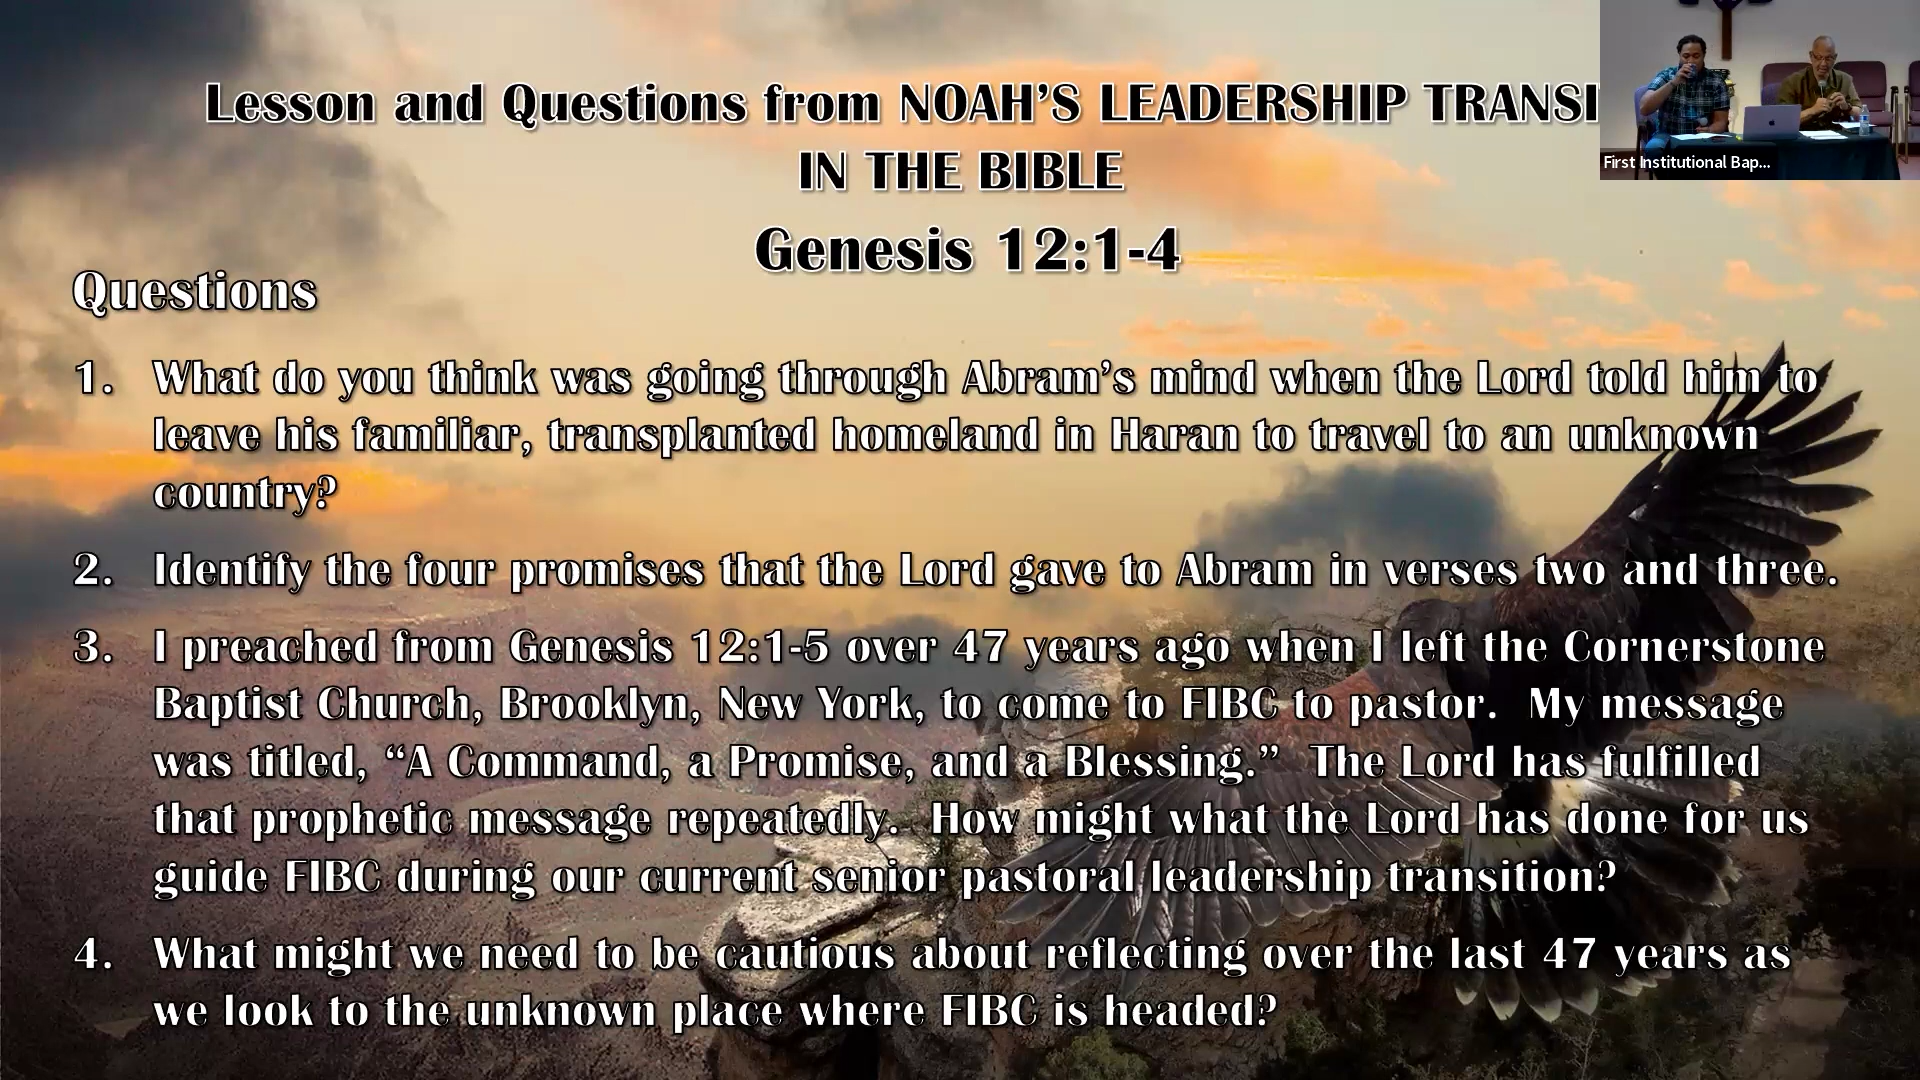 Lesson and Questions from NOAH’S LEADERSHIP
IN THE BIBLE
Genesis 12:1-4
First Institutional Bap...
Questions
1. What do you think was going through Abram’s mind when the Lord told him to
leave his familiar, transplanted homeland in Haran to travel to an unknown
country?
2. Identify the four promises that the Lord gave to Abram in verses two and three.
3. I preached from Genesis 12:1-5 over 47 years ago when I left the Cornerstone
Baptist Church, Brooklyn, New York, to come to FIBC to pastor. My message
was titled, “A Command, a Promise, and a Blessing.” The Lord has fulfilled
that prophetic message repeatedly. How might what the Lord has done for us
guide FIBC during our current senior pastoral leadership transition?
4. What might we need to be cautious about reflecting over the last 47 years as
we look to the unknown place where FIBC is headed?